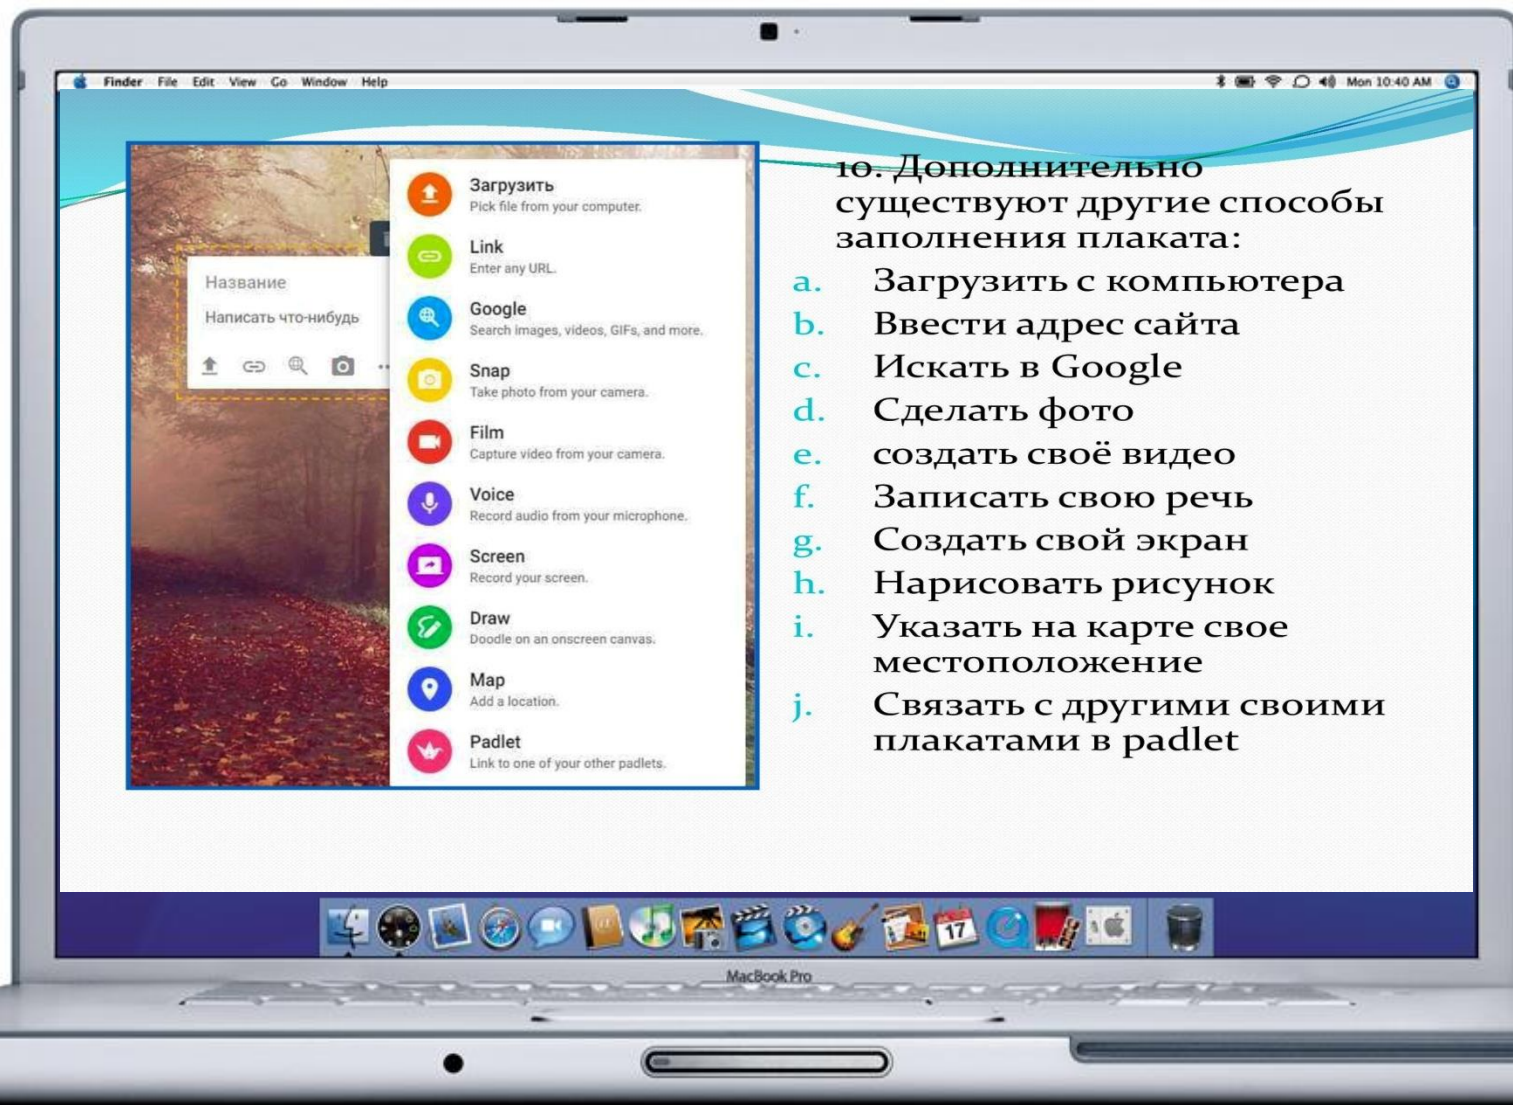 Finder File Edit View Go Window Help
Mon 10:40 AM
Загрузить
Pick file from your computer.
Link
Enter any URL.
Google
Search images, videos, GIFs, and more.
Snap
Take photo from your camera.
Film
Capture video from your camera.
Voice
Record audio from your microphone.
Screen
Record your screen.
Draw
Doodle on an onscreen canvas.
Map
Add a location.
Padlet
Link to one of your other padlets.
Название
Написать что-нибудь
10. Дополнительно
существуют другие способы
заполнения плаката:
a. Загрузить с компьютера
b. Ввести адрес сайта
c. Искать в Google
d. Сделать фото
e. создать своё видео
f. Записать свою речь
g. Создать свой экран
h. Нарисовать рисунок
i. Указать на карте свое
местоположение
j. Связать с другими своими
плакатами в padlet
17
MacBook Pro